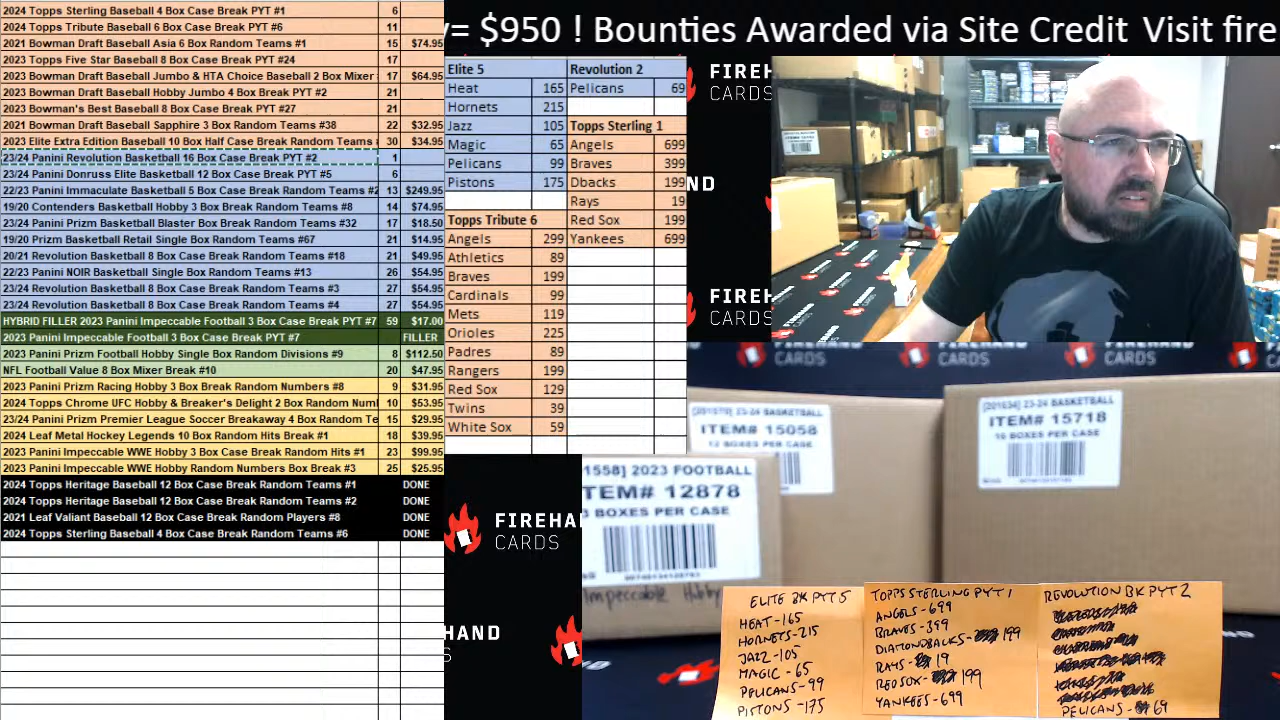 2024 Topps Sterling Baseball 4 Box Case Break PYT #1 6
2024 Topps Tribute Baseball 6 Box Case Break PYT #6 11
2021 Bowman Draft Baseball Asia 6 Box Random Teams #1 15 $74.95
2023 Topps Five Star Baseball 8 Box Case Break PYT #24 17
2023 Bowman Draft Baseball Jumbo & HTA Choice Baseball 2 Box Mixer 17 $64.95
2023 Bowman Draft Baseball Hobby Jumbo 4 Box PYT #2 21
2023 Bowman's Best Baseball 8 Box Case Break PYT #27 21
2021 Bowman Draft Baseball Sapphire 3 Box Random Teams #38 22 $32.95
2023 Elite Extra Edition Baseball 10 Box Half Case Break Random Teams 30 $34.95
23/24 Panini Revolution Basketball 16 Box Case Break PYT #2 1
23/24 Panini Donruss Elite Basketball 12 Box PYT #5 6
22/23 Panini Immaculate Basketball 5 Box Case Break Random Teams #2 13 $249.95
19/20 Contenders Basketball Hobby 3 Box Random Teams #8 14 $74.95
23/24 Panini Prizm Basketball Blaster Box Random Teams #32 17 $18.50
19/20 Prizm Basketball Retail Single Box Random Teams #67 21 $14.95
20/21 Revolution Basketball 8 Box Case Break Random Teams #18 21 $49.95
22/23 Panini NOIR Basketball Single Box Random Teams #13 26 $54.95
23/24 Revolution Basketball 8 Box Case Break Random Teams #3 27 $54.95
23/24 Revolution Basketball 8 Box Case Break Random Teams #4 27 $54.95
HYBRID FILLER 2023 Panini Impeccable Football 3 Box Case Break PYT #7 59 $17.00
2023 Panini Impeccable Football 3 Box Case Break PYT #7 FILLER
2023 Panini Prizm Football Hobby Single Box Random Divisions #9 8 $112.50
NFL Football Value 8 Box Mixer Break #10 20 $47.95
2023 Panini Prizm Racing Hobby 3 Box Break Random Numbers #8 9 $31.95
2024 Topps Chrome UFC Hobby & Breaker's Delight 2 Box Random Num 10 $53.95
23/24 Panini Prizm Premier League Soccer Breakaway 4 Box Random Te 15 $29.95
2024 Leaf Metal Hockey Legends 10 Box Random Hits Break #1 18 $39.95
2023 Panini Impeccable WWE Hobby 3 Box Case Break Random Hits #1 23 $99.95
2023 Panini Impeccable WWE Hobby Random Numbers Box Break #3 25 $25.95
2024 Topps Heritage Baseball 12 Box Case Break Random Teams #1 DONE
2024 Topps Heritage Baseball 12 Box Case Break Random Teams #2 DONE
2021 Leaf Valiant Baseball 12 Box Case Break Random Players #8 DONE
2024 Topps Sterling Baseball 4 Box Case Break Random Teams #6 DONE
= $950 ! Bounties Awarded via Site Credit Visit fire
Elite 5
Heat 165
Hornets 215
Jazz 105
Magic 65
Pelicans 99
Pistons 175
Topps Tribute 6
Angels 299
Athletics 89
Braves 199
Cardinals 99
Mets 119
Orioles 225
Padres 89
Rangers 199
Red Sox 129
Twins 39
White Sox 59
Revolution 2
Pelicans 69
Topps Sterling 1
Angels 699
Braves 399
Dbacks 199
Rays 19
Red Sox 199
Yankees 699
FIREH
CARDS
ND
FIREH
CARDS
FIREHA
CARDS
HAND
S
23-24 BASKETBALL
ITEM# 15058
12 BOXES PER CASE
23-24 BASKETBALL
ITEM# 15718
16 BOXES PER CASE
1558] 2023 FOOTBALL
ITEM# 12878
3 BOXES PER CASE
Impeccable Hobby
ELITE BK PYT 5
HEAT-165
HORNETS-215
JAZZ-105
MAGIC-65
PELICANS-99
PISTONS-175
TOPPS STERLING PYT 1
ANGELS-699
BRAVES-399
DIAMONDBACKS- 199
RAYS- 19
RED SOX- 199
YANKEES-699
REVOLUTION BK PYT 2
PELICANS- 69